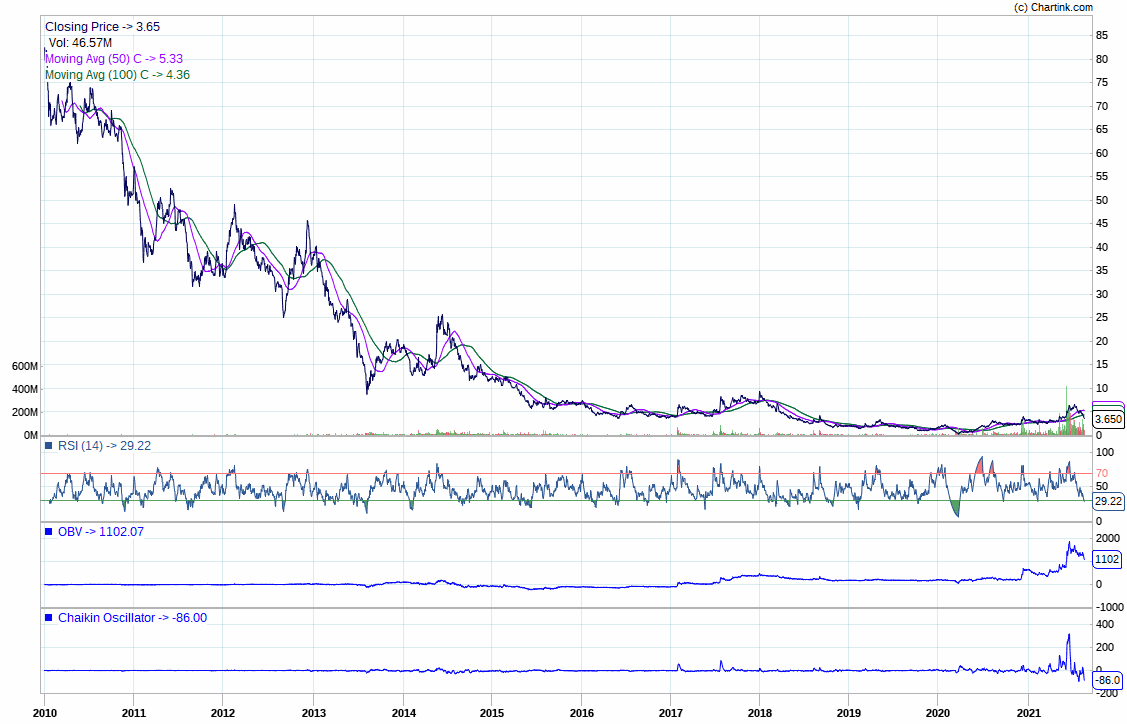 (c) Chartink.com
Closing Price -> 3.65
Vol: 46.57M
Moving Avg (50) C -> 5.33
Moving Avg (100) C -> 4.36
85
80
75
70
65
60
55
50
45
40
35
30
25
20
15
10
3.650
0
600M
400M
200M
0M
RSI (14) -> 29.22
100
70
50
29.22
0
OBV -> 1102.07
2000
1102
0
-1000
Chaikin Oscillator -> -86.00
400
200
0
-86.0
-200
2010 2011 2012 2013 2014 2015 2016 2017 2018 2019 2020 2021